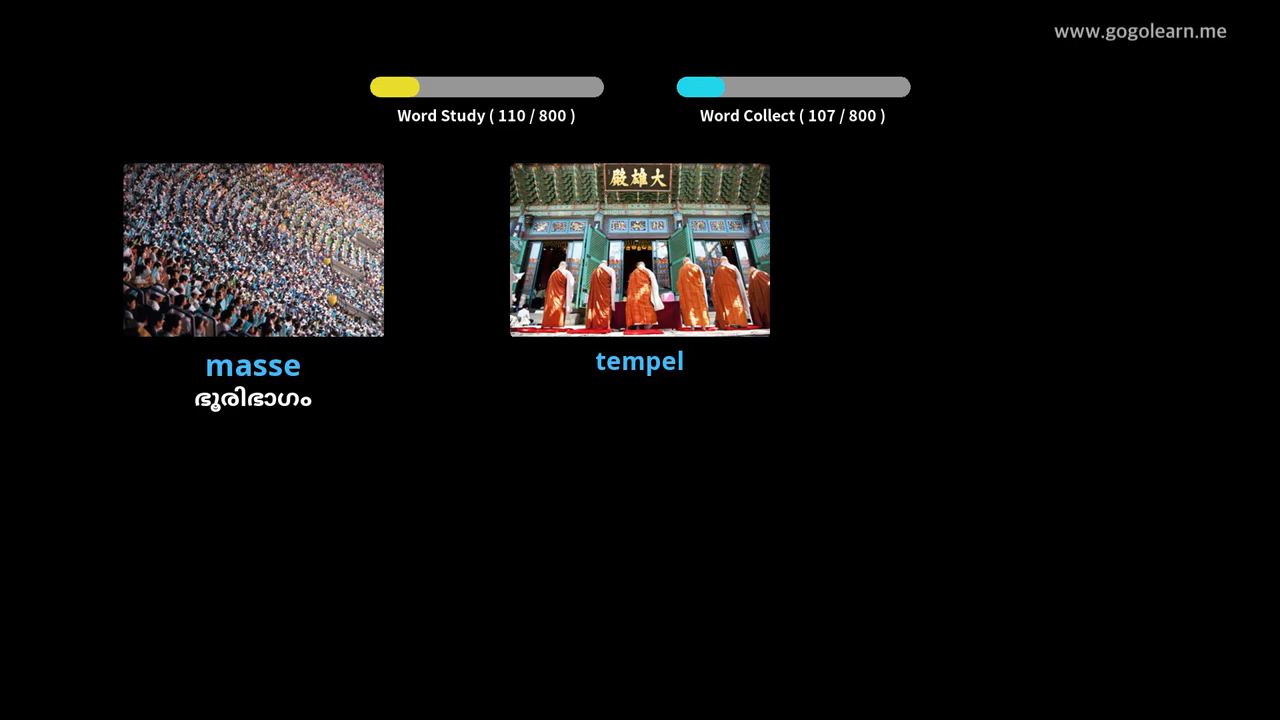 www.gogolearn.me
Word Study ( 110 / 800 )
Word Collect ( 107 / 800 )
大雄殿
masse
ഭൂരിഭാഗം
tempel